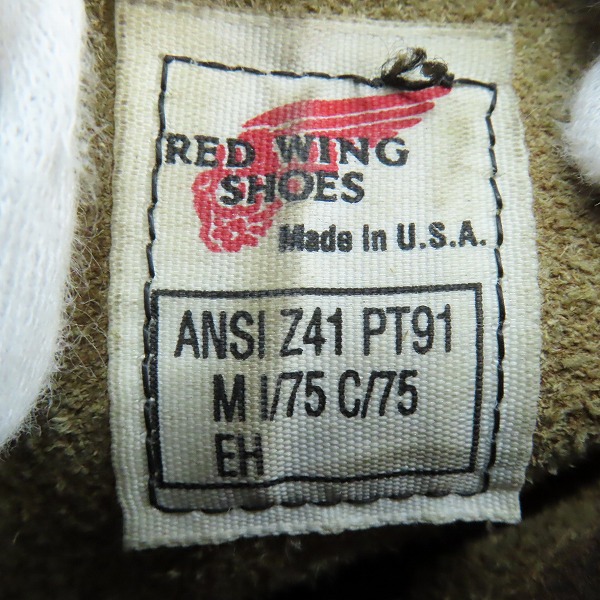 RED WING
SHOES
Made in U.S.A.
ANSI Z41 PT91
M I/75 C/75
EH